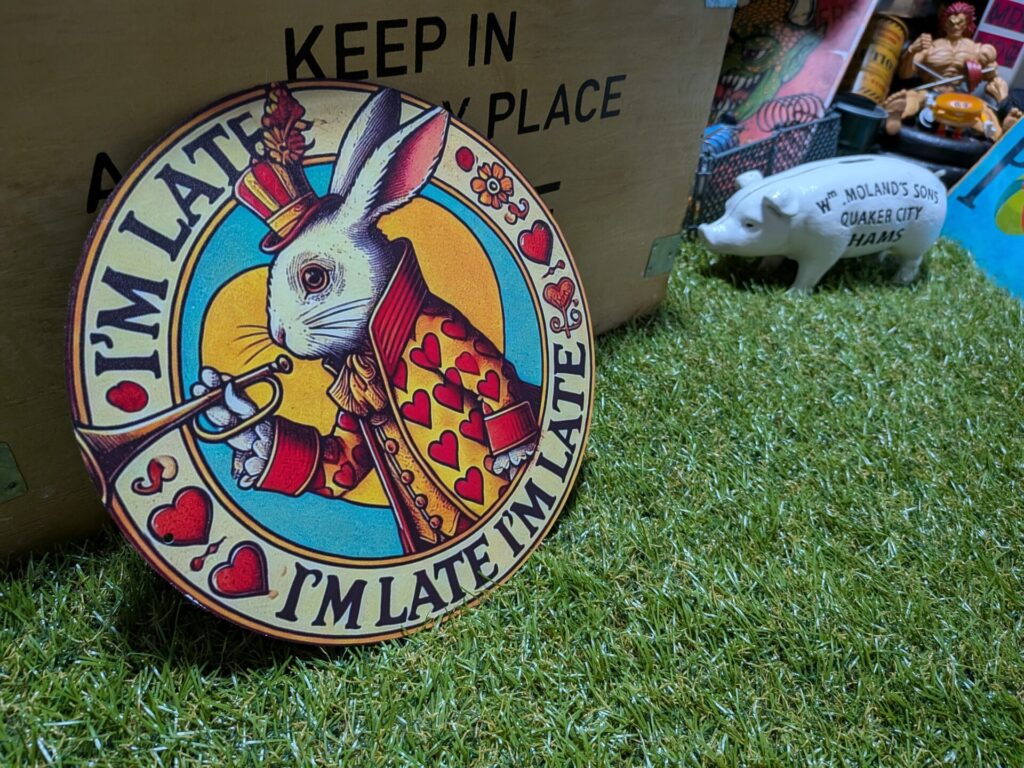 KEEP IN
PLACE
I'M LATE
I'M LATE I'M LATE
Wm. MOLAND'S SONS
QUAKER CITY
HAMS